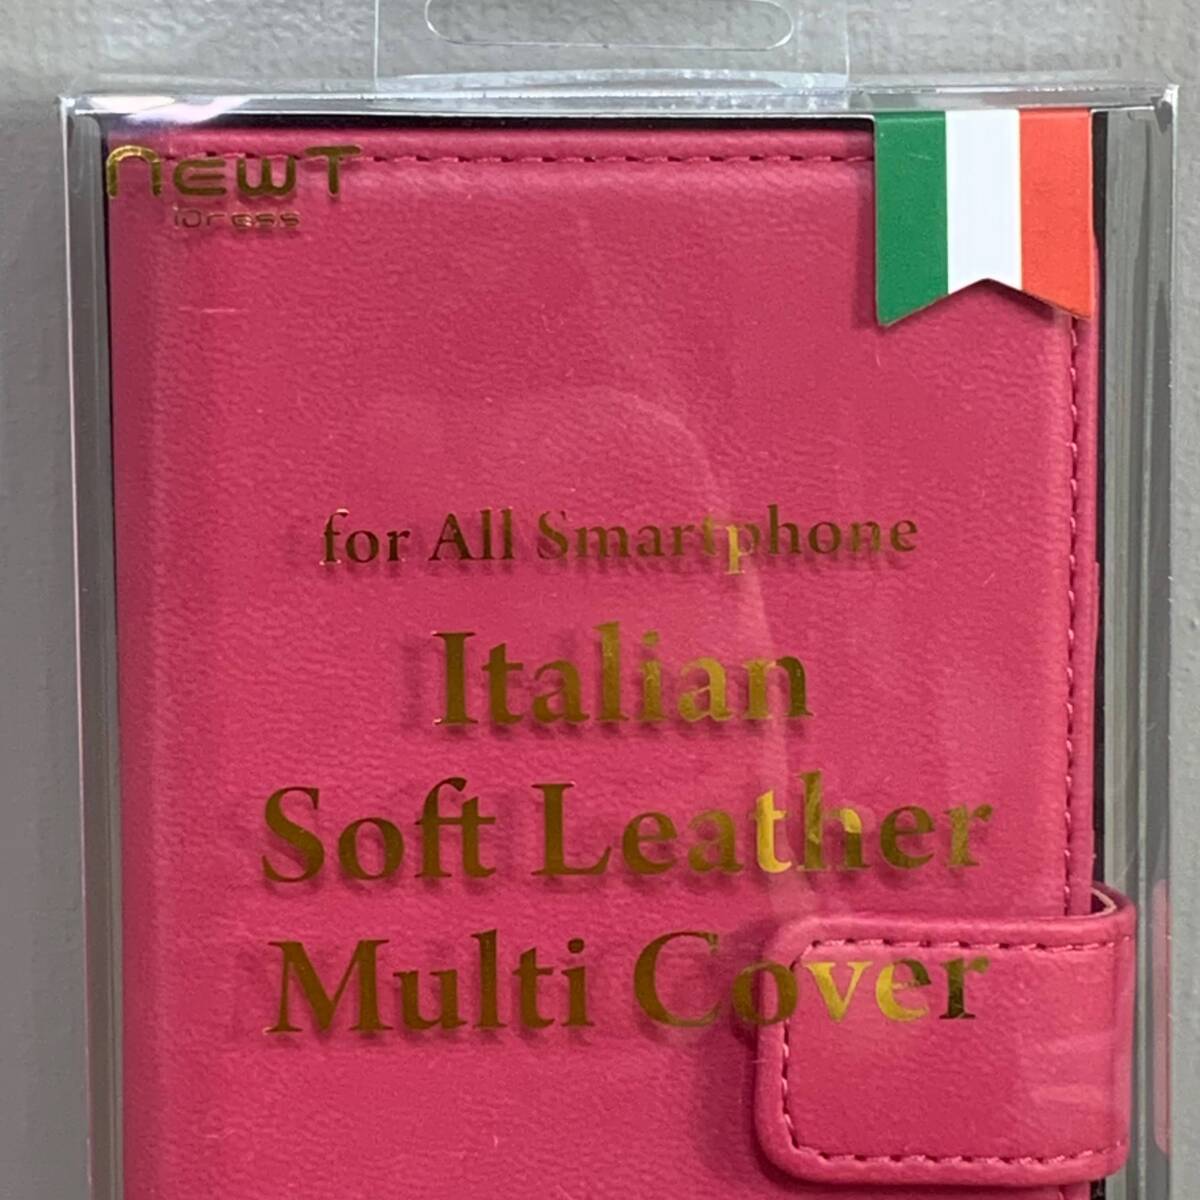 NEWT
iDress
for All Smartphone
Italian
Soft Leather
Multi Cover